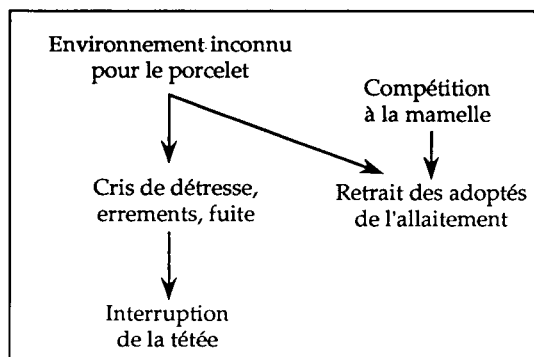 Environnement inconnu
pour le porcelet
Compétition
à la mamelle
Cris de détresse,
errements, fuite
Retrait des adoptés
de l'allaitement
Interruption
de la tétée